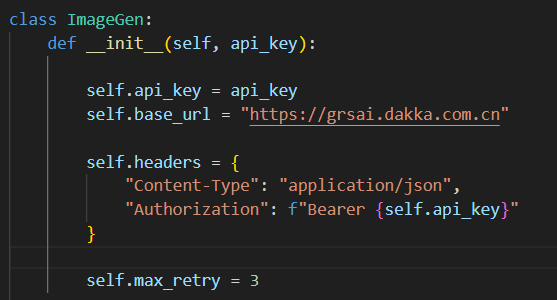 class ImageGen:
    def __init__(self, api_key):
        self.api_key = api_key
        self.base_url = "https://grsai.dakka.com.cn"
        self.headers = {
            "Content-Type": "application/json",
            "Authorization": f"Bearer {self.api_key}"
        }
        self.max_retry = 3